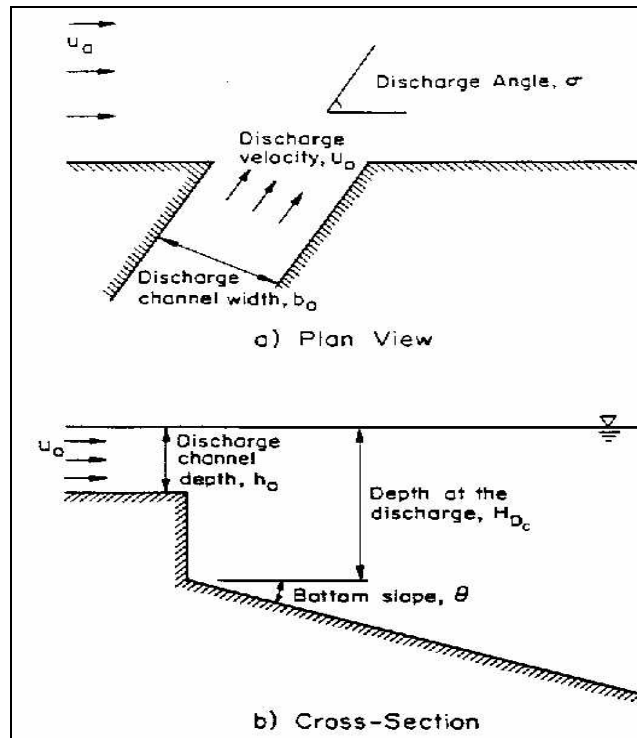 u_a
Discharge Angle, σ
Discharge
velocity, U_o
Discharge
channel width, b_o
a) Plan View
u_o
Discharge
channel
depth, h_o
Depth at the
discharge, H_Dc
Bottom slope, θ
b) Cross-Section